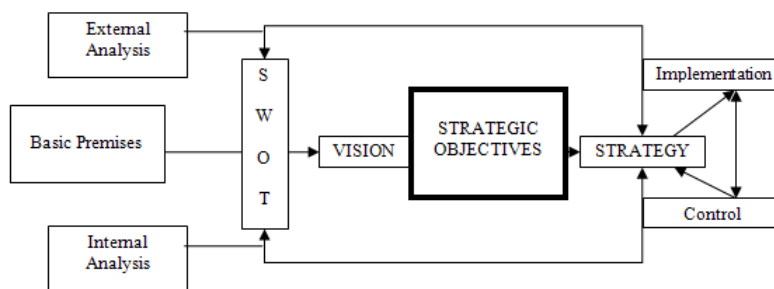 External
Analysis
S
W
O
T
Implementation
Basic Premises
VISION
STRATEGIC
OBJECTIVES
STRATEGY
Internal
Analysis
Control